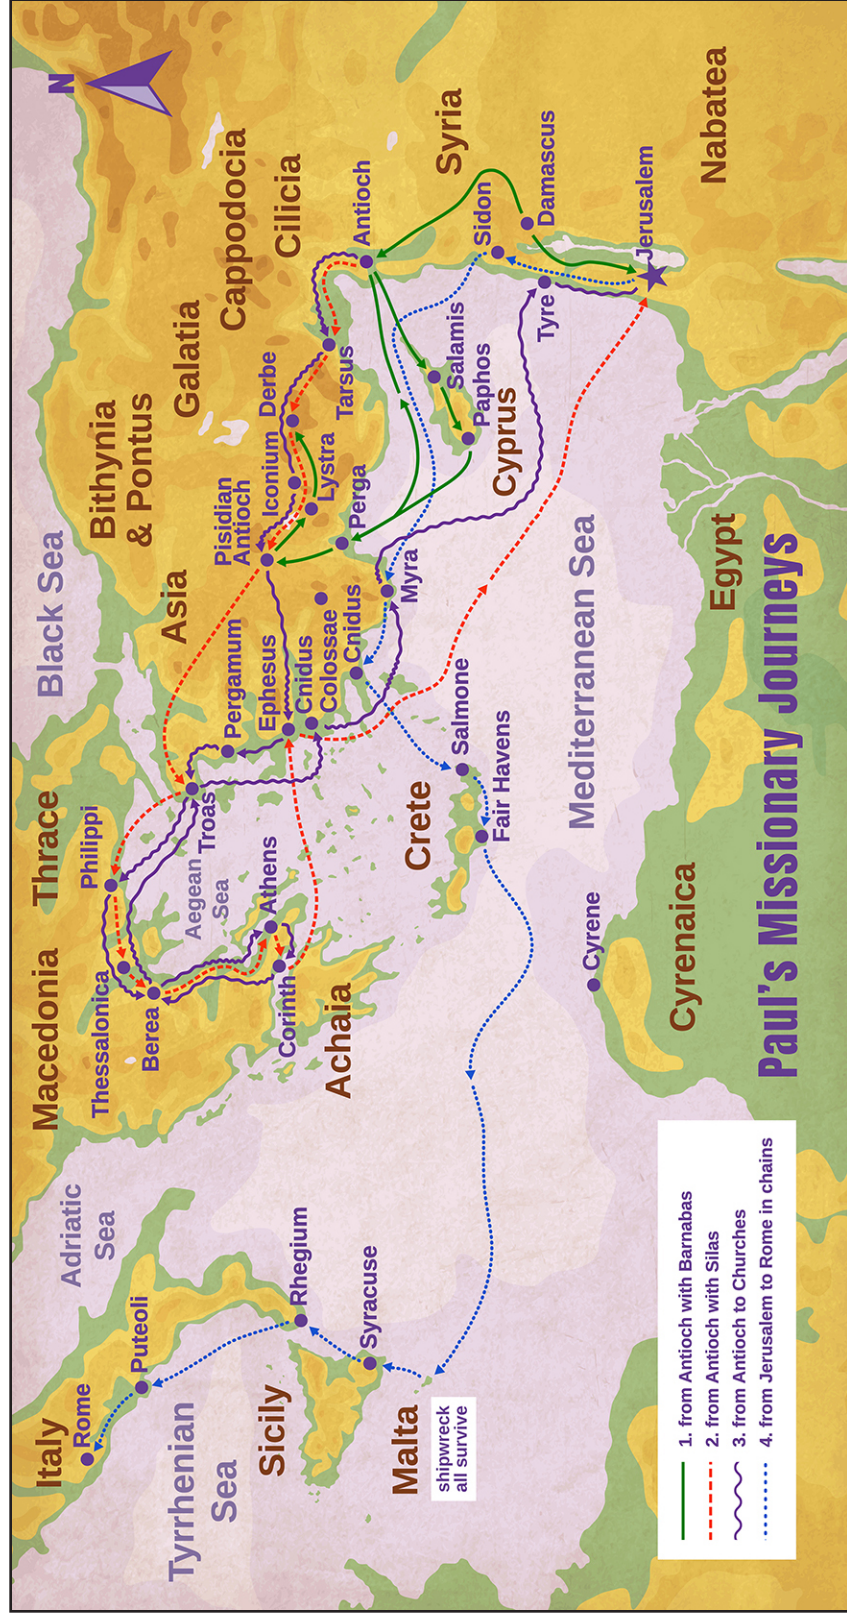 N
Black Sea
Bithynia
& Pontus
Galatia
Cappodocia
Cilicia
Syria
Nabatea
Asia
Thrace
Macedonia
Achaia
Adriatic
Sea
Aegean
Sea
Italy
Tyrrhenian
Sea
Sicily
Malta
shipwreck
all survive
Crete
Cyprus
Mediterranean Sea
Egypt
Cyrenaica
Rome
Puteoli
Rhegium
Syracuse
Philippi
Thessalonica
Berea
Corinth
Athens
Troas
Pergamum
Ephesus
Cnidus
Colossae
Cnidus
Pisidian
Antioch
Iconium
Lystra
Derbe
Tarsus
Perga
Myra
Antioch
Salamis
Paphos
Sidon
Damascus
Tyre
Jerusalem
Salmone
Fair Havens
Cyrene
Paul's Missionary Journeys
1. from Antioch with Barnabas
2. from Antioch with Silas
3. from Antioch to Churches
4. from Jerusalem to Rome in chains